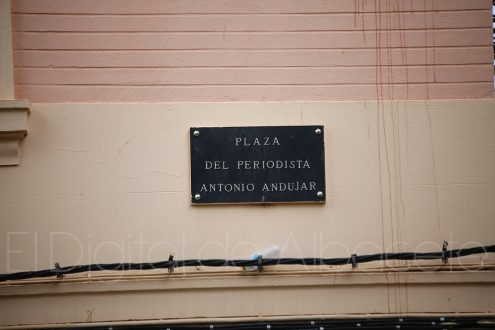 PLAZA
DEL PERIODISTA
ANTONIO ANDUJAR
El Digital de Albacete